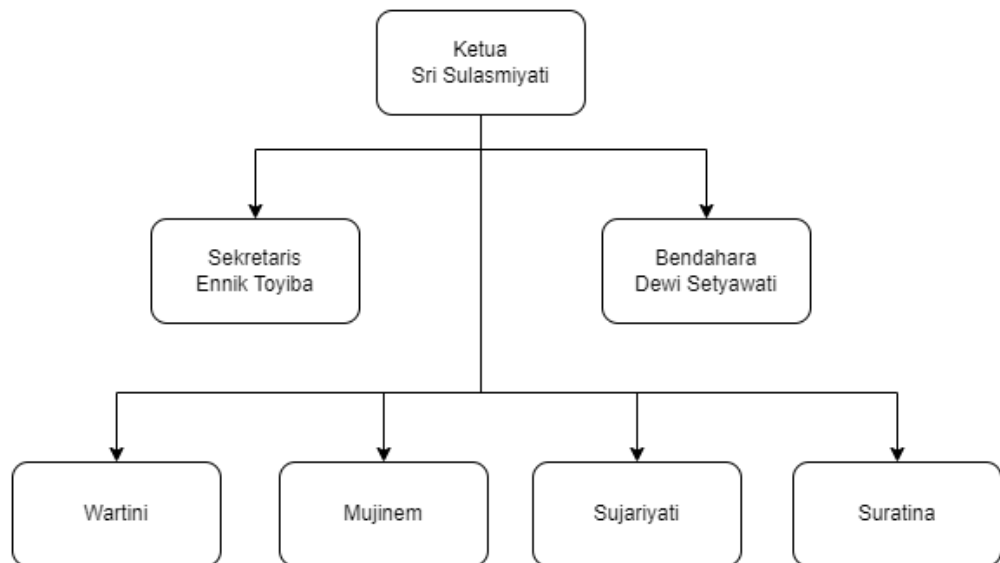 Ketua
Sri Sulasmiyati
Sekretaris
Ennik Toyiba
Bendahara
Dewi Setyawati
Wartini
Mujinem
Sujariyati
Suratina